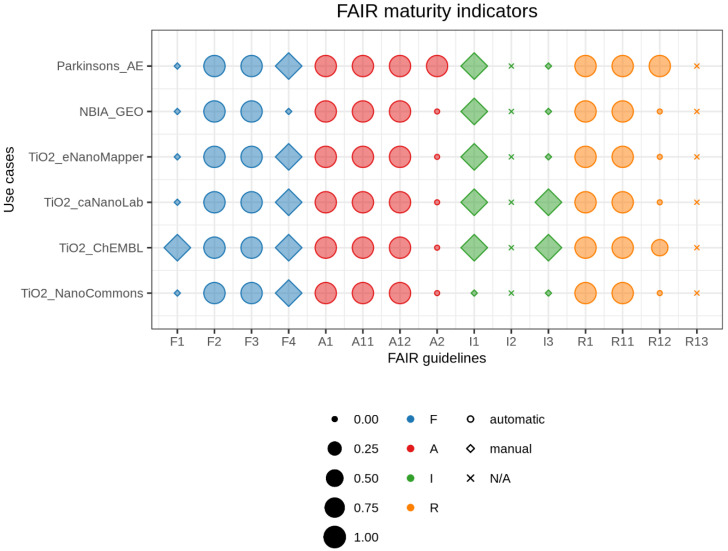 FAIR maturity indicators
Use cases
Parkinsons_AE
NBIA_GEO
TiO2_eNanoMapper
TiO2_caNanoLab
TiO2_ChEMBL
TiO2_NanoCommons
F1 F2 F3 F4 A1 A11 A12 A2 I1 I2 I3 R1 R11 R12 R13
FAIR guidelines
0.00 F automatic
0.25 A manual
0.50 I N/A
0.75 R
1.00